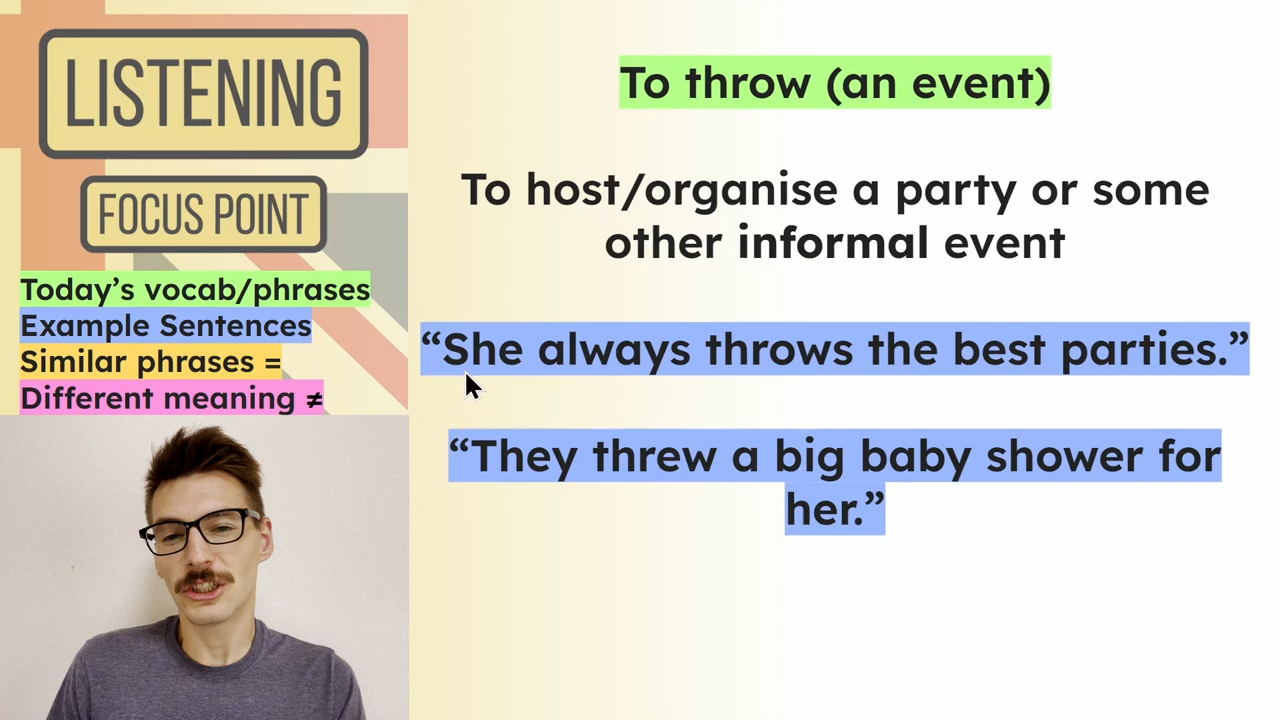 LISTENING
FOCUS POINT
Today’s vocab/phrases
Example Sentences
Similar phrases =
Different meaning ≠
To throw (an event)
To host/organise a party or some
other informal event
“She always throws the best parties.”
“They threw a big baby shower for
her.”